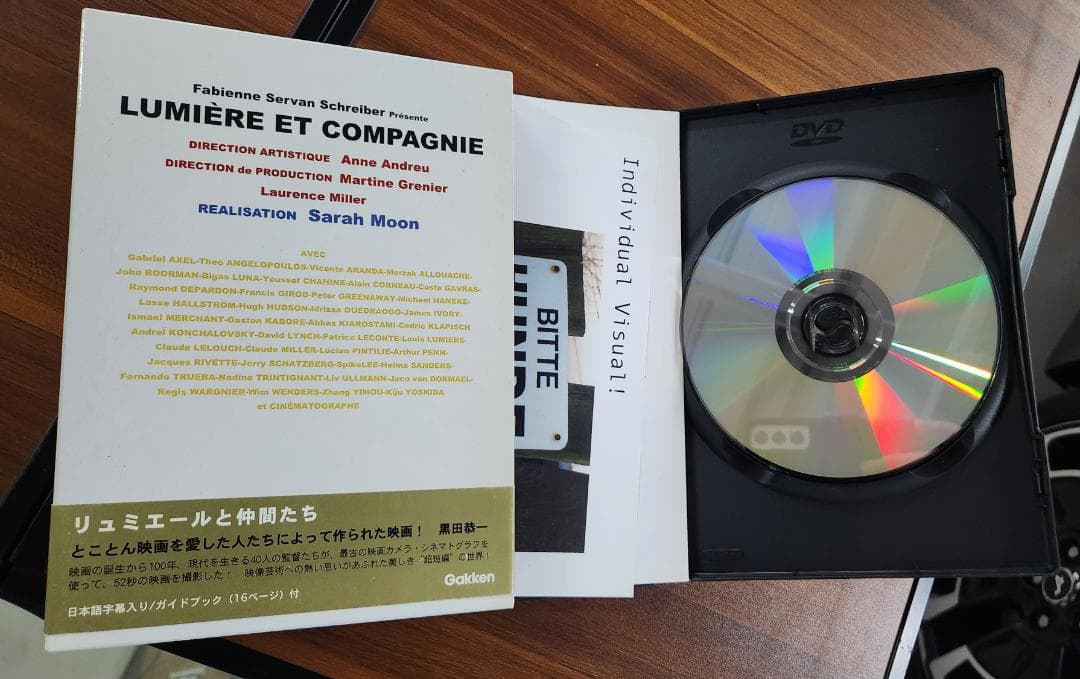 Fabienne Servan Schreiber Présente
LUMIÈRE ET COMPAGNIE
DIRECTION ARTISTIQUE Anne Andreu
DIRECTION de PRODUCTION Martine Grenier
Laurence Miller
REALISATION Sarah Moon
AVEC
Gabriel AXEL-Theo ANGELOPOULOS-Vicente ARANDA-Merzak ALLOUACHE-
John BOORMAN-Bigas LUNA-Youssef CHAHINE-Alain CORNEAU-Costa GAVRAS-
Raymond DEPARDON-Francis GIROD-Peter GREENAWAY-Michael HANEKE-
Lasse HALLSTROM-Hugh HUDSON-Idrissa OUEDRAOGO-James IVORY-
Ismael MERCHANT-Gaston KABORE-Abbas KIAROSTAMI-Cedric KLAPISCH
Andreï KONCHALOVSKY-David LYNCH-Patrice LECONTE-Louis LUMIERE-
Claude LELOUCH-Claude MILLER-Lucian PINTILIE-Arthur PENN-
Jacques RIVETTE-Jerry SCHATZBERG-SpikeLEE-Helma SANDERS-
Fernando TRUEBA-Nadine TRINTIGNANT-Liv ULLMANN-Jaco van DORMAEL-
Regis WARGNIER-Wim WENDERS-Zhang YIMOU-Kiju YOSHIDA
et CINÉMATOGRAPHE
リュミエールと仲間たち
とことん映画を愛した人たちによって作られた映画！ 黒田恭一
映画の誕生から100年、現代を生きる40人の監督たちが、最古の映画カメラ・シネマトグラフを
使って、52秒の映画を撮影した！ 映像芸術への熱い思いがあふれた美しき"超短編"の世界！
Gakken
日本語字幕入り/ガイドブック（16ページ）付
Individual Visual!
BITTE
DVD